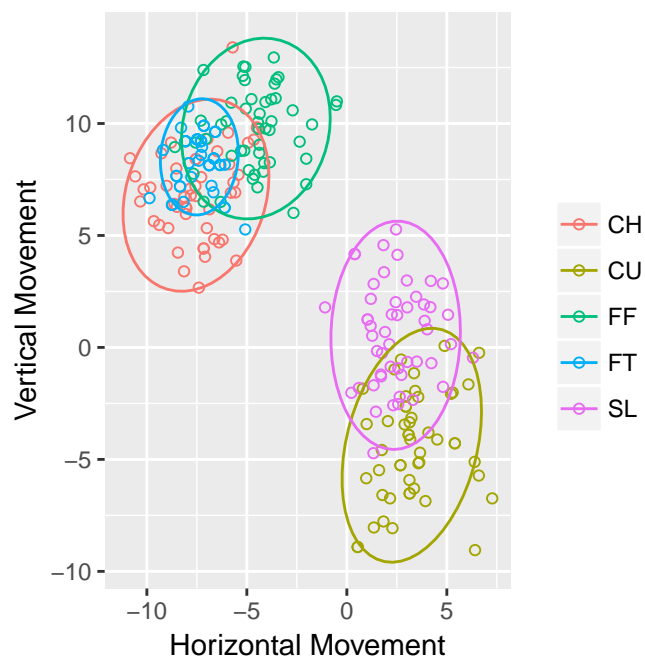 10
5
0
−5
−10
−10
−5
0
5
Vertical Movement
Horizontal Movement
CH
CU
FF
FT
SL